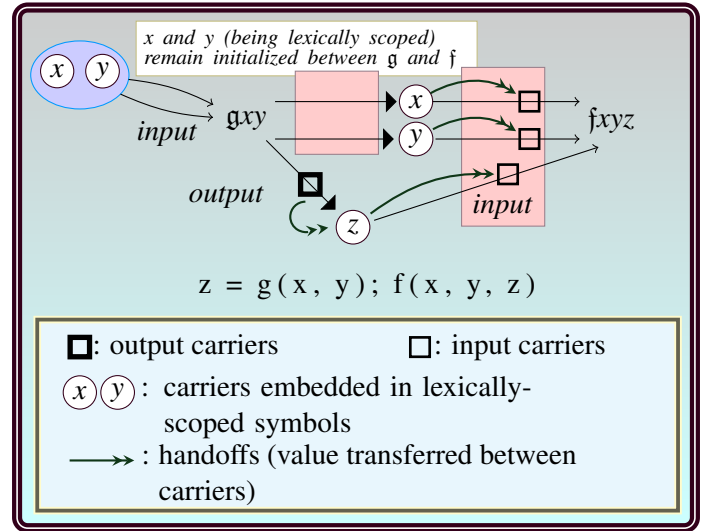 x and y (being lexically scoped)
remain initialized between 𝔤 and 𝔣
x y
input
𝔤xy
x
y
𝔣xyz
output
input
z
z = g(x, y); f(x, y, z)
: output carriers
: input carriers
x y : carriers embedded in lexically-
scoped symbols
: handoffs (value transferred between
carriers)